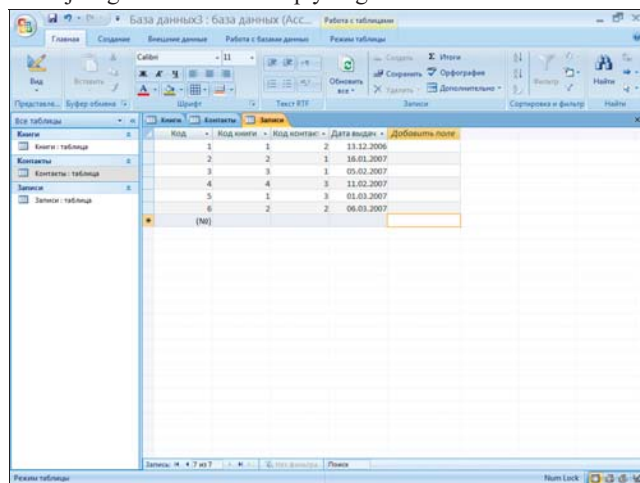 База данных3 : база данных (Acc...
Работа с таблицами
Главная Создание Внешние данные Работа с базами данных Режим таблицы
Вид
Вставить
Calibri 11
Ж К Ч
Обновить все
Создать
Сохранить
Удалить
Σ Итоги
Орфография
Дополнительно
Фильтр
Найти
Представле... Буфер обмена Шрифт Текст RTF Записи Сортировка и фильтр Найти
Все таблицы
Книги
Книги : таблица
Контакты
Контакты : таблица
Записи
Записи : таблица
Книги Контакты Записи
Код Код книги Код контакт Дата выдач Добавить поле
1 1 2 13.12.2006
2 2 1 16.01.2007
3 3 1 05.02.2007
4 4 3 11.02.2007
5 1 3 01.03.2007
6 2 2 06.03.2007
(№)
Запись: 7 из 7 Нет фильтра Поиск
Режим таблицы
Num Lock